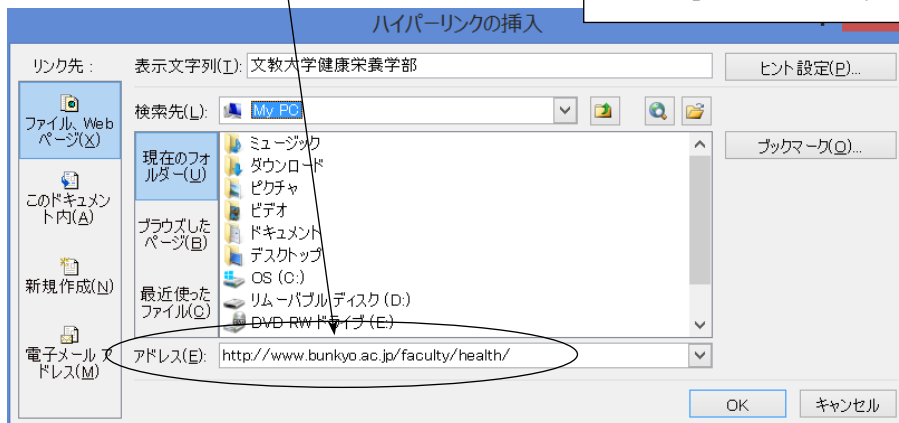 ハイパーリンクの挿入
リンク先：
表示文字列(T): 文教大学健康栄養学部
ヒント設定(P)...
ファイル、Web
ページ(X)
検索先(L): My PC
現在のフォ
ルダー(U)
ミュージック
ダウンロード
ピクチャ
ビデオ
ドキュメント
デスクトップ
OS (C:)
リムーバブル ディスク (D:)
DVD RW ドライブ (E:)
ブックマーク(O)...
このドキュメン
ト内(A)
ブラウズした
ページ(B)
新規作成(N)
最近使った
ファイル(C)
電子メール ア
ドレス(M)
アドレス(E): http://www.bunkyo.ac.jp/faculty/health/
OK
キャンセル